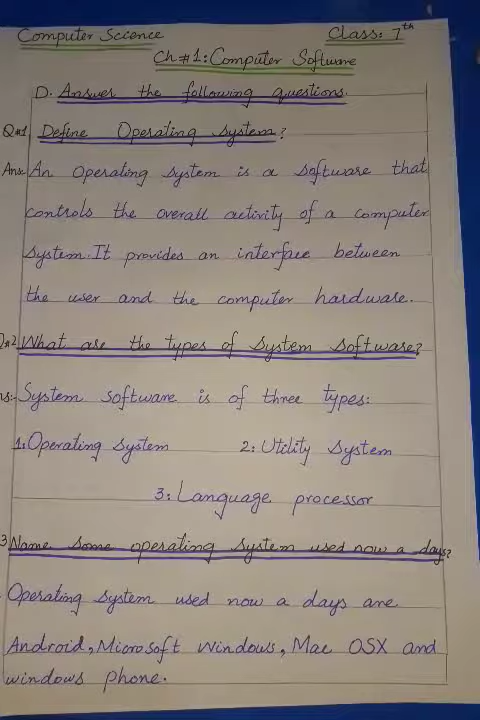 Computer Science Class: 7th
Ch#1: Computer Software
D. Answer the following questions.
Q#1 Define Operating System?
Ans: An Operating System is a software that
controls the overall activity of a computer
system. It provides an interface between
the user and the computer hardware.
Q#2 What are the types of System Software?
ns:- System software is of three types:
1: Operating System 2: Utility System
3: Language processor
3 Name some operating system used now a days?
Operating System used now a days are
Android, Microsoft Windows, Mac OSX and
windows phone.